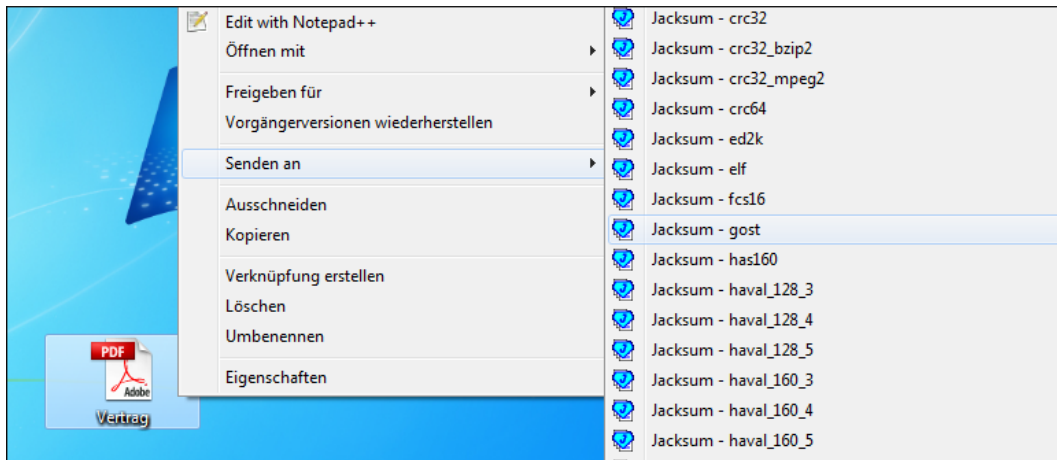 Edit with Notepad++
Öffnen mit
Freigeben für
Vorgängerversionen wiederherstellen
Senden an
Ausschneiden
Kopieren
Verknüpfung erstellen
Löschen
Umbenennen
Eigenschaften
PDF
Adobe
Vertrag
Jacksum - crc32
Jacksum - crc32_bzip2
Jacksum - crc32_mpeg2
Jacksum - crc64
Jacksum - ed2k
Jacksum - elf
Jacksum - fcs16
Jacksum - gost
Jacksum - has160
Jacksum - haval_128_3
Jacksum - haval_128_4
Jacksum - haval_128_5
Jacksum - haval_160_3
Jacksum - haval_160_4
Jacksum - haval_160_5